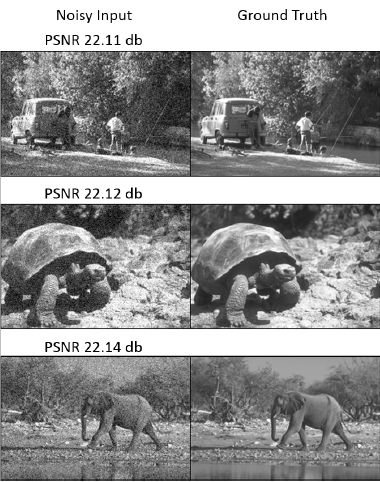 Noisy Input Ground Truth
PSNR 22.11 db
PSNR 22.12 db
PSNR 22.14 db